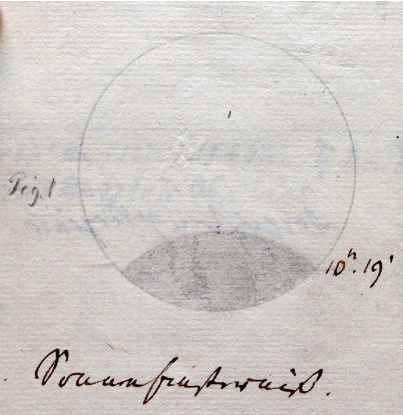 Fig. 1
10h. 19'
Sonnenfinsterniß.